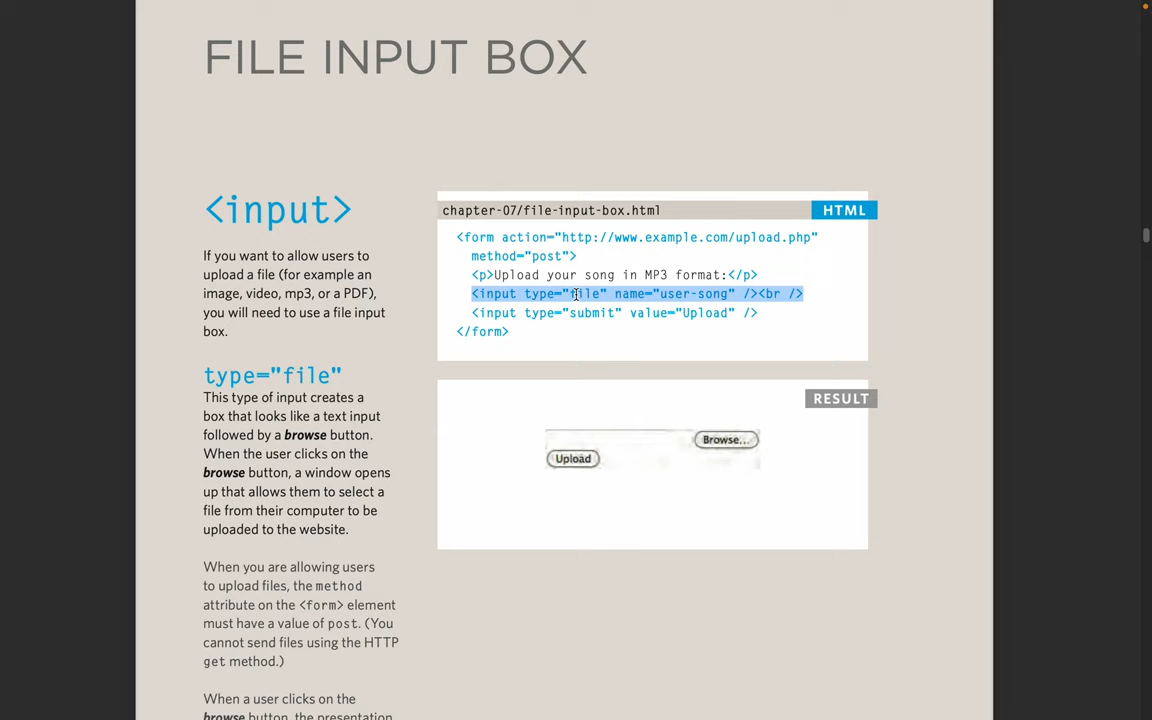 FILE INPUT BOX
<input>
If you want to allow users to
upload a file (for example an
image, video, mp3, or a PDF),
you will need to use a file input
box.
type="file"
This type of input creates a
box that looks like a text input
followed by a browse button.
When the user clicks on the
browse button, a window opens
up that allows them to select a
file from their computer to be
uploaded to the website.
When you are allowing users
to upload files, the method
attribute on the <form> element
must have a value of post. (You
cannot send files using the HTTP
get method.)
When a user clicks on the
browse button, the presentation
chapter-07/file-input-box.html
HTML
<form action="http://www.example.com/upload.php"
method="post">
<p>Upload your song in MP3 format:</p>
<input type="file" name="user-song" /><br />
<input type="submit" value="Upload" />
</form>
RESULT
Browse...
Upload